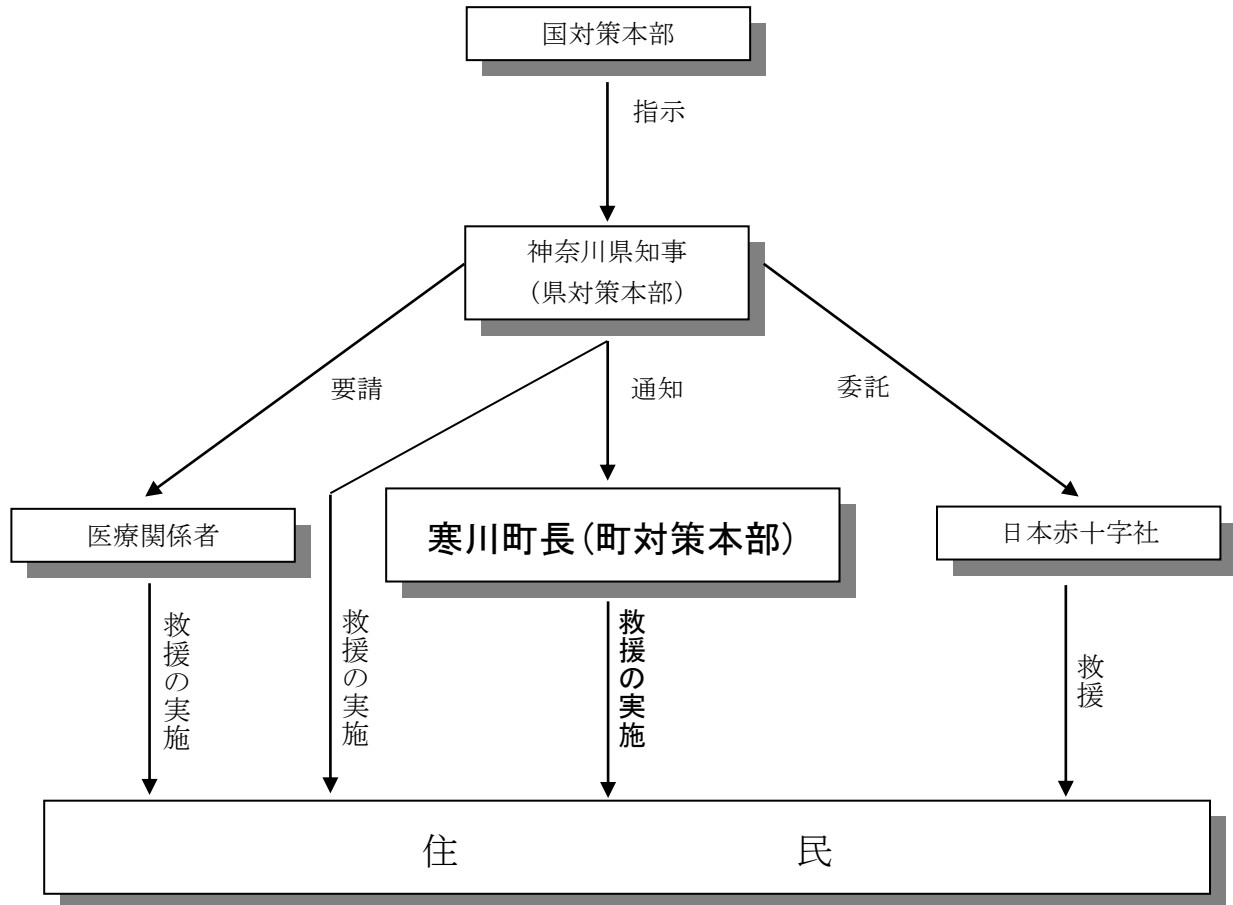 国対策本部
指示
神奈川県知事
（県対策本部）
要請
通知
委託
医療関係者
寒川町長（町対策本部）
日本赤十字社
救援の実施
救援の実施
救援の実施
救援
住民